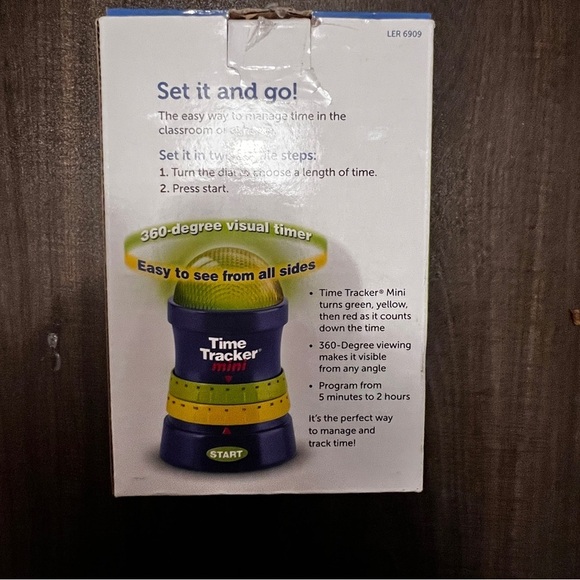 LER 6909
Set it and go!
The easy way to manage time in the
classroom or
Set it in two simple steps:
1. Turn the dial to choose a length of time.
2. Press start.
360-degree visual timer
Easy to see from all sides
Time
Tracker®
mini
START
• Time Tracker® Mini
turns green, yellow,
then red as it counts
down the time
• 360-Degree viewing
makes it visible
from any angle
• Program from
5 minutes to 2 hours
It's the perfect way
to manage and
track time!